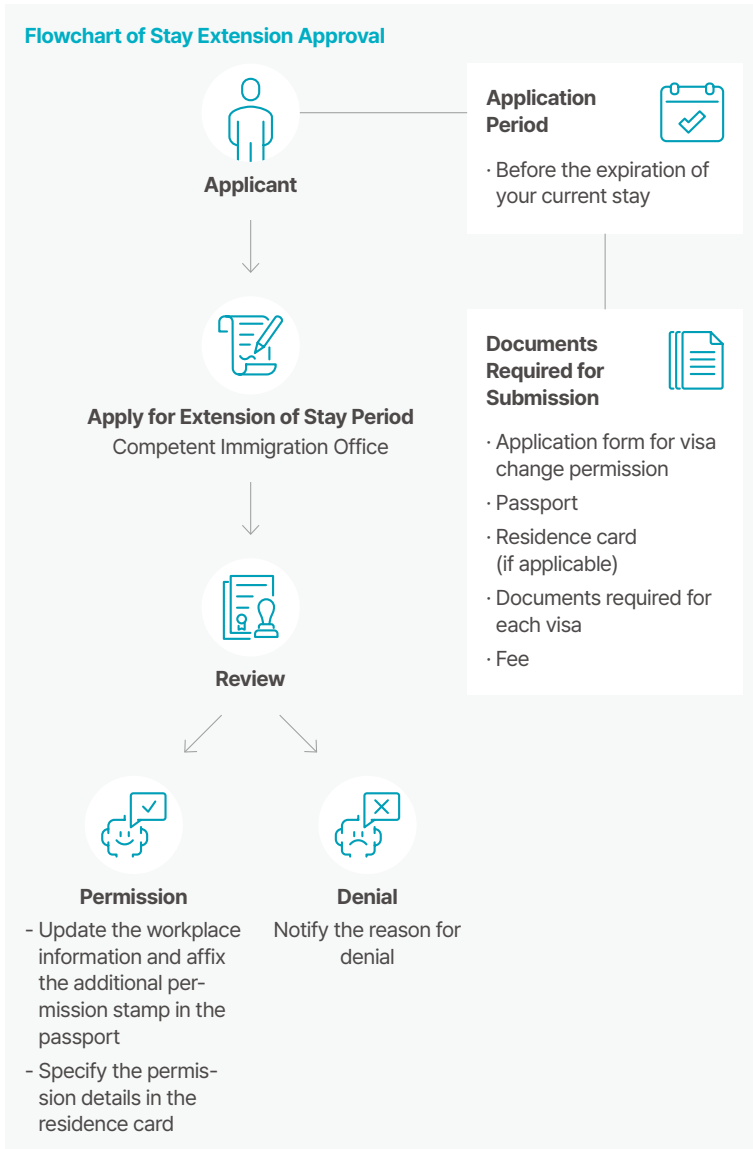 Flowchart of Stay Extension Approval
Applicant
Application
Period
· Before the expiration of
your current stay
Apply for Extension of Stay Period
Competent Immigration Office
Documents
Required for
Submission
· Application form for visa
change permission
· Passport
· Residence card
(if applicable)
· Documents required for
each visa
· Fee
Review
Permission
- Update the workplace
information and affix
the additional per-
mission stamp in the
passport
- Specify the permis-
sion details in the
residence card
Denial
Notify the reason for
denial